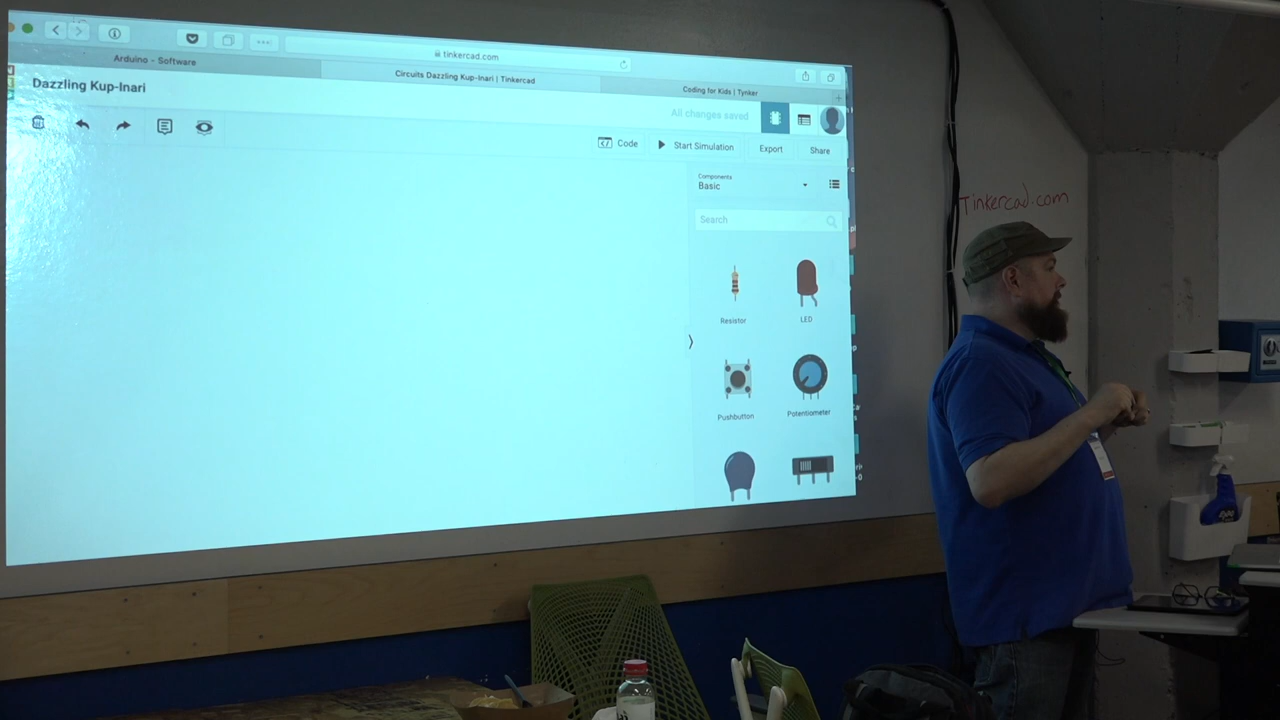 tinkercad.com
Arduino - Software
Circuits Dazzling Kup-Inari | Tinkercad
Coding for Kids | Tynker
Dazzling Kup-Inari
All changes saved
Code
Start Simulation
Export
Share
Components
Basic
Search
Resistor
LED
Pushbutton
Potentiometer
Tinkercad.com